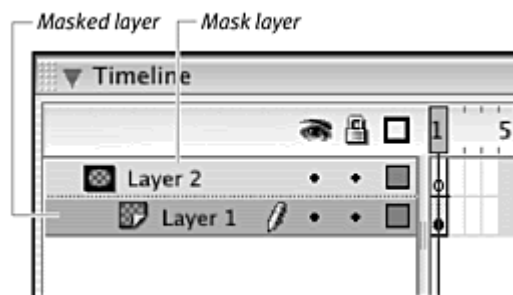 Masked layer Mask layer
Timeline
1 5
Layer 2
Layer 1